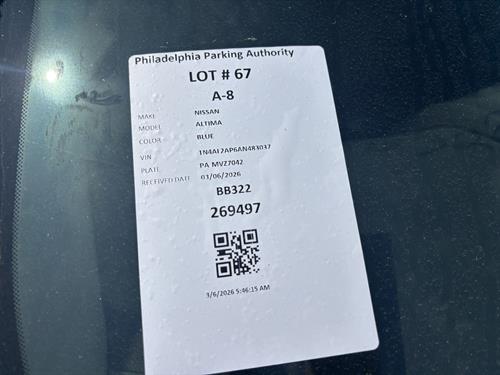 Philadelphia Parking Authority
LOT # 67
A-8
MAKE NISSAN
MODEL ALTIMA
COLOR BLUE
VIN 1N4AL2AP6AN483037
PLATE PA MVZ7042
RECEIVED DATE 03/06/2026
BB322
269497
3/6/2026 5:46:15 AM